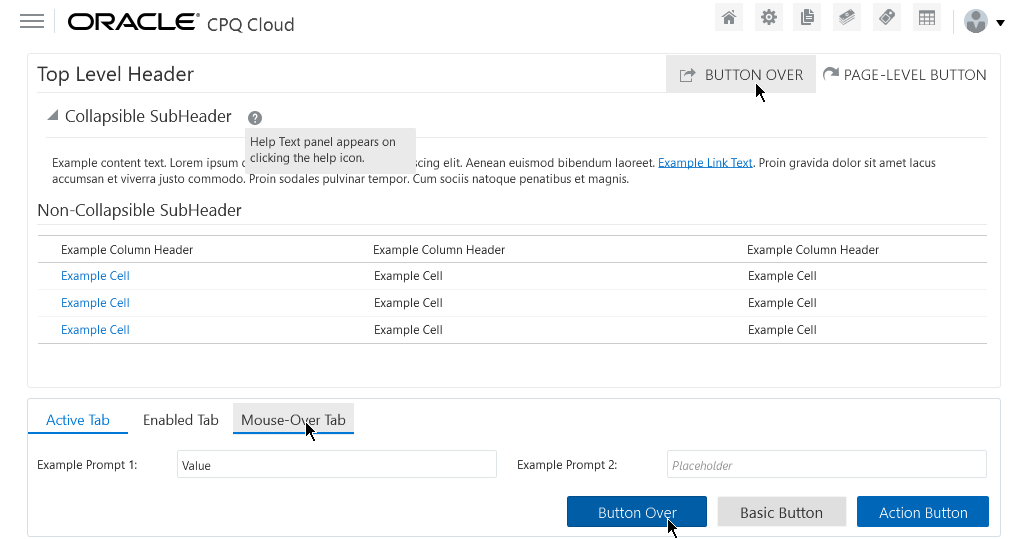 ORACLE CPQ Cloud
Top Level Header
BUTTON OVER
PAGE-LEVEL BUTTON
Collapsible SubHeader ?
Help Text panel appears on
clicking the help icon.
Example content text. Lorem ipsum scing elit. Aenean euismod bibendum laoreet. Example Link Text. Proin gravida dolor sit amet lacus
accumsan et viverra justo commodo. Proin sodales pulvinar tempor. Cum sociis natoque penatibus et magnis.
Non-Collapsible SubHeader
Example Column Header Example Column Header Example Column Header
Example Cell Example Cell Example Cell
Example Cell Example Cell Example Cell
Example Cell Example Cell Example Cell
Active Tab Enabled Tab Mouse-Over Tab
Example Prompt 1: Value Example Prompt 2: Placeholder
Button Over Basic Button Action Button